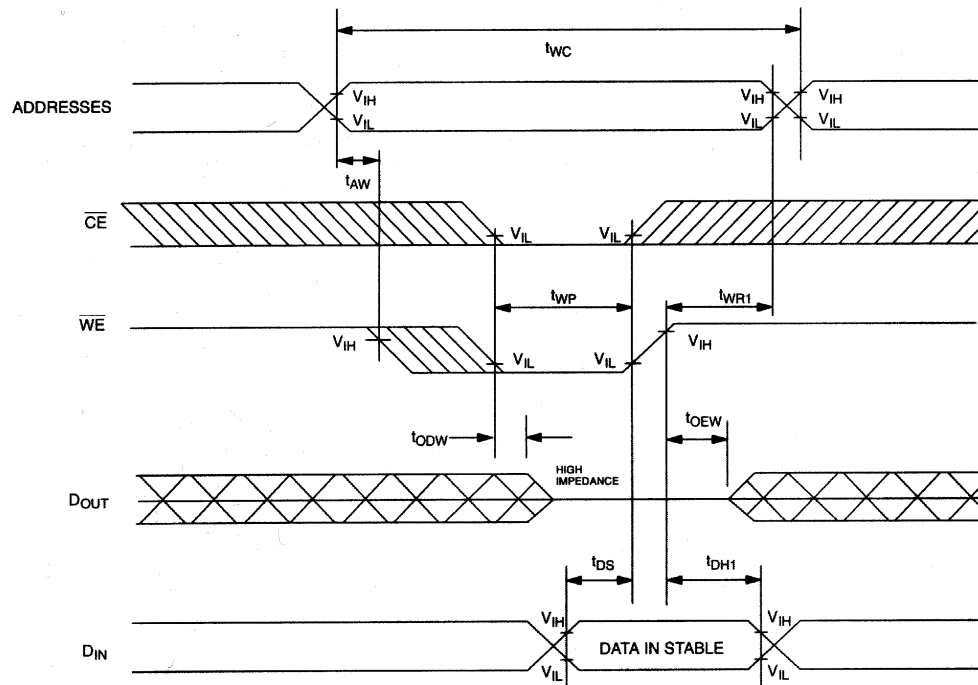 tWC
ADDRESSES
VIH
VIL
VIH
VIL
VIH
VIL
tAW
CE
VIL
VIL
tWP
tWR1
WE
VIH
VIL
VIL
VIH
tODW
tOEW
HIGH
IMPEDANCE
DOUT
tDS
tDH1
VIH
VIH
DIN
DATA IN STABLE
VIL
VIL